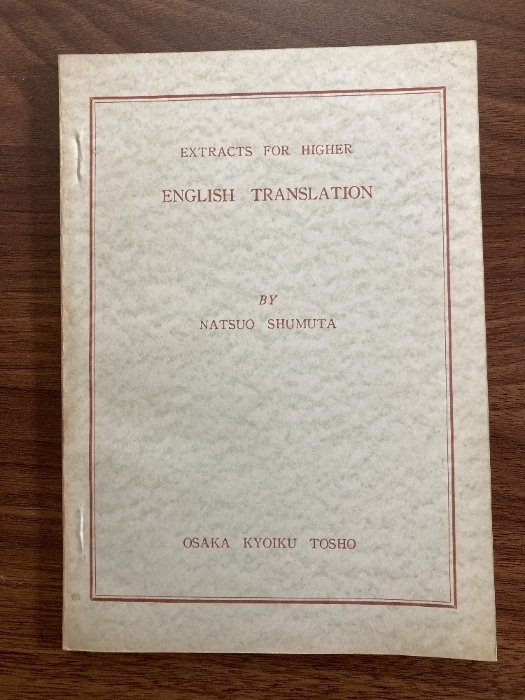 EXTRACTS FOR HIGHER
ENGLISH TRANSLATION
BY
NATSUO SHUMUTA
OSAKA KYOIKU TOSHO